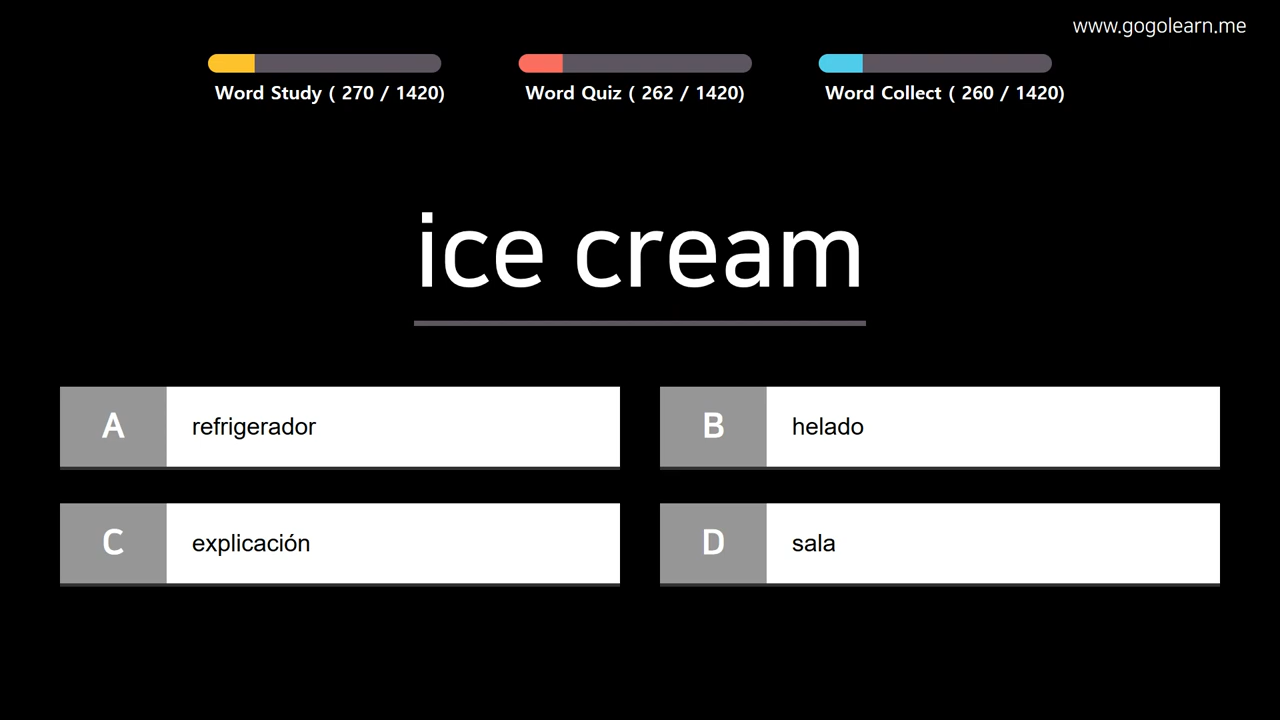 www.gogolearn.me
Word Study ( 270 / 1420)
Word Quiz ( 262 / 1420)
Word Collect ( 260 / 1420)
ice cream
A refrigerador
B helado
C explicación
D sala